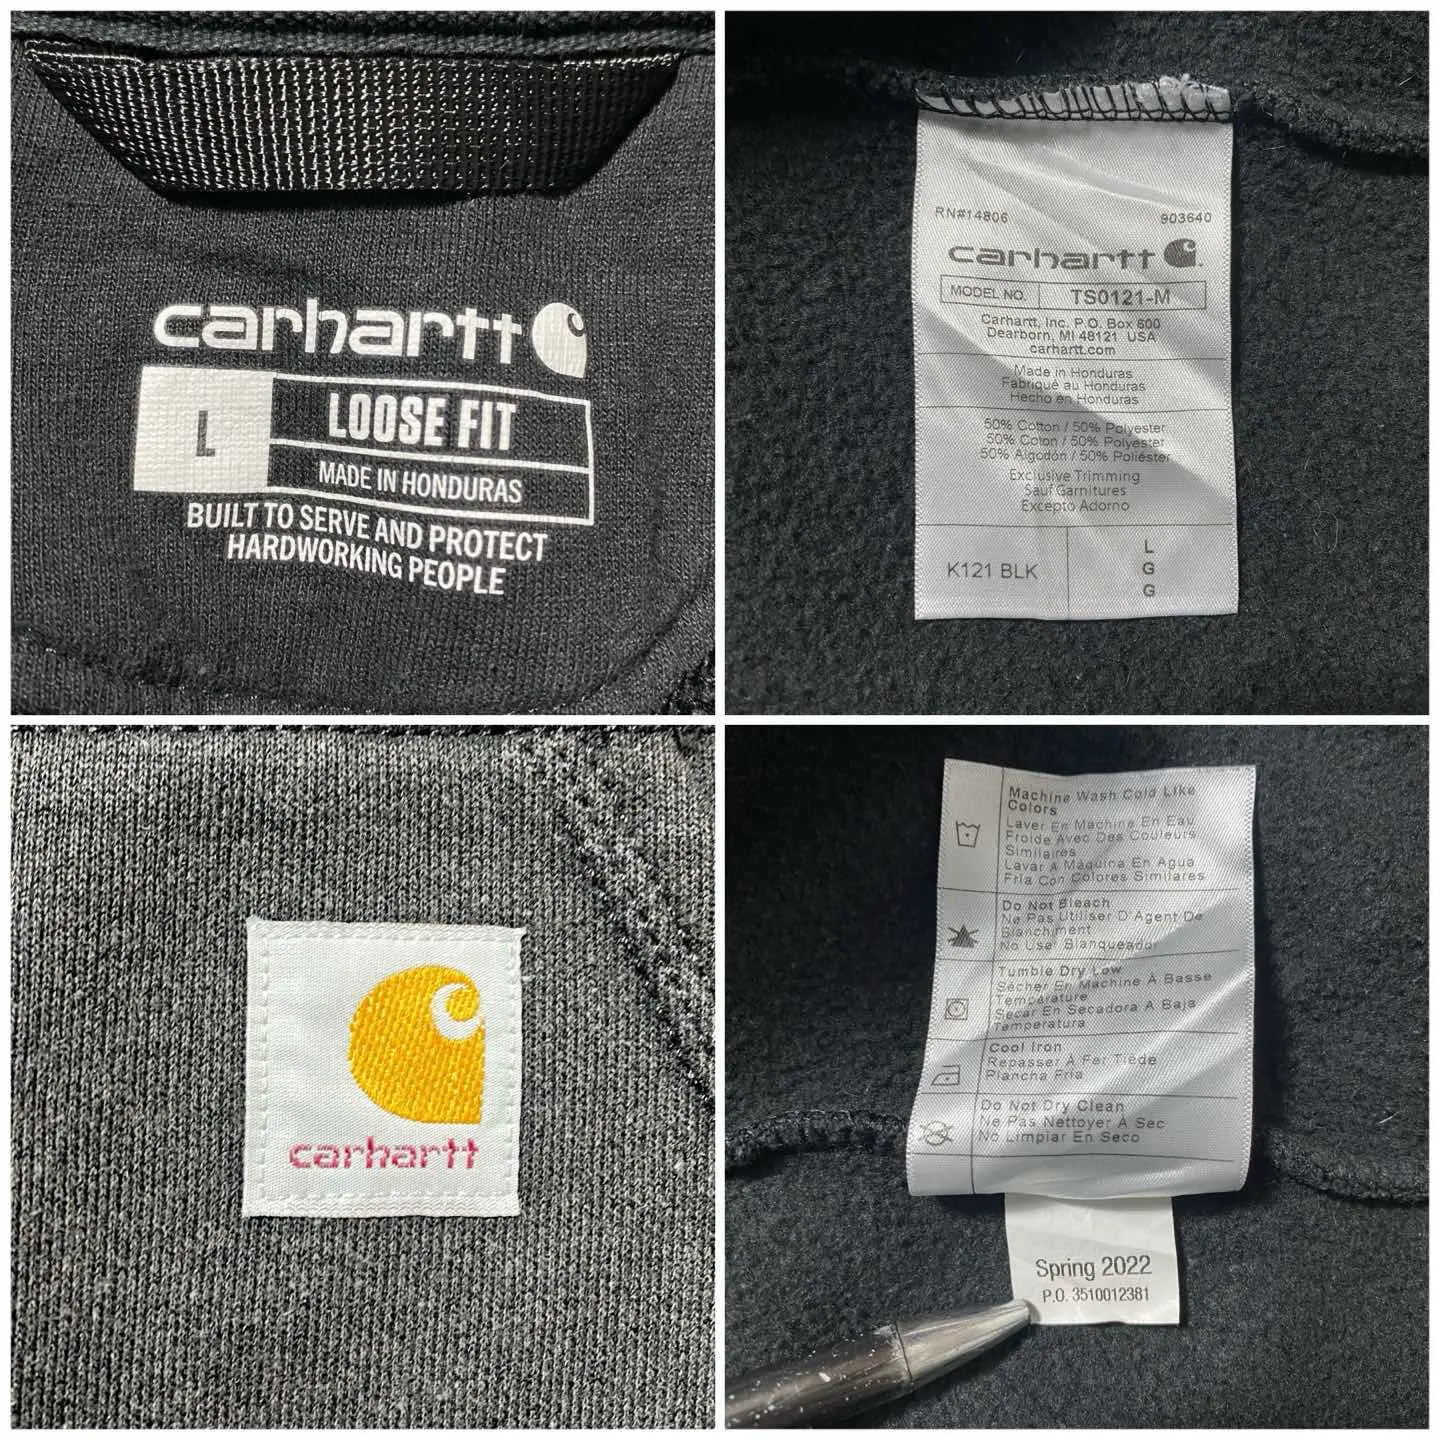 carhartt
L
LOOSE FIT
MADE IN HONDURAS
BUILT TO SERVE AND PROTECT
HARDWORKING PEOPLE
RN#14806 903640
carhartt
MODEL NO. TS0121-M
Carhartt, Inc. P.O. Box 600
Dearborn, MI 48121 USA
carhartt.com
Made in Honduras
Fabriqué au Honduras
Hecho en Honduras
50% Cotton / 50% Polyester
50% Coton / 50% Polyester
50% Algodón / 50% Poliéster
Exclusive Trimming
Sauf Garnitures
Excepto Adorno
K121 BLK
L
G
G
carhartt
Machine Wash Cold Like
Colors
Laver En Machine En Eau
Froide Avec Des Couleurs
Similaires
Lavar A Máquina En Agua
Fría Con Colores Similares
Do Not Bleach
Ne Pas Utiliser D'Agent De
Blanchiment
No Usar Blanqueador
Tumble Dry Low
Sécher En Machine À Basse
Température
Secar En Secadora A Baja
Temperatura
Cool Iron
Repasser À Fer Tiède
Plancha Fría
Do Not Dry Clean
Ne Pas Nettoyer À Sec
No Limpiar En Seco
Spring 2022
P.O. 3510012381